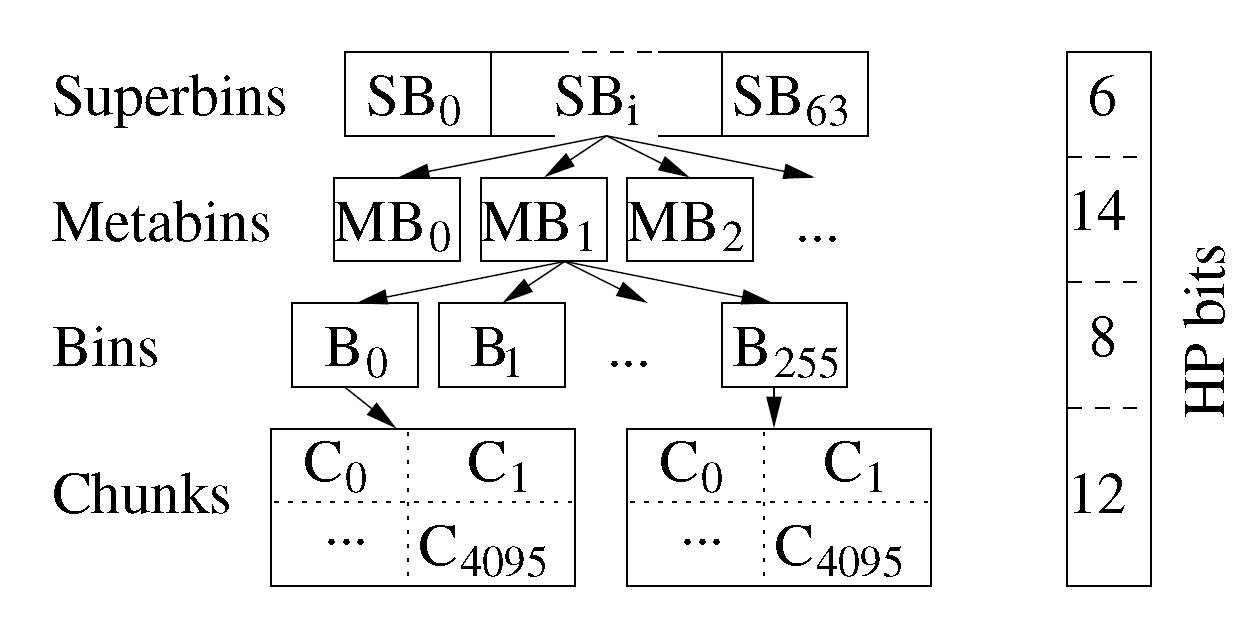 Superbins SB0 SBi SB63 6
Metabins MB0 MB1 MB2 ... 14
Bins B0 B1 ... B255 8
Chunks C0 C1 C0 C1 12
... C4095 ... C4095
HP bits